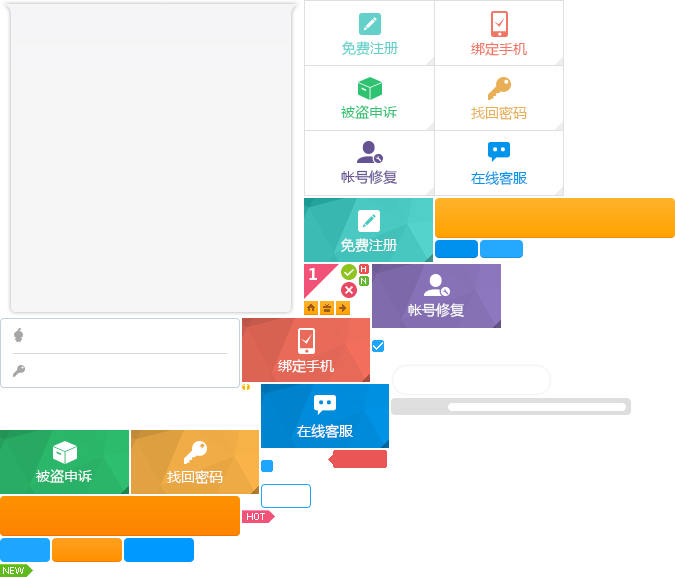 免费注册
绑定手机
被盗申诉
找回密码
帐号修复
在线客服
免费注册
1
H
N
帐号修复
绑定手机
在线客服
被盗申诉
找回密码
HOT
NEW